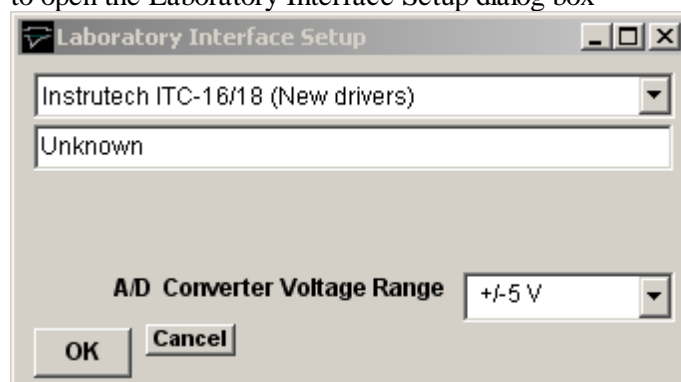 to open the Laboratory Interface Setup dialog box
Laboratory Interface Setup
Instrutech ITC-16/18 (New drivers)
Unknown
A/D Converter Voltage Range
+/-5 V
OK
Cancel